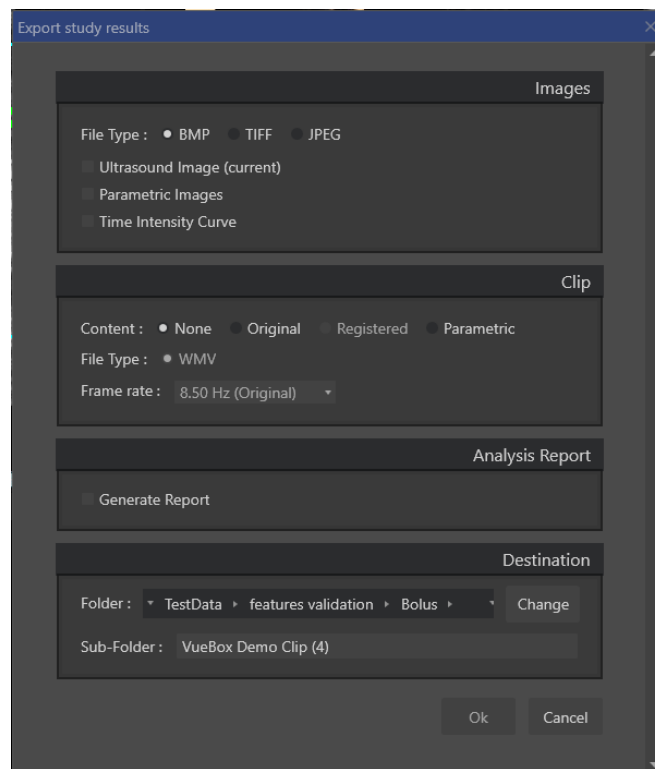 Export study results
Images
File Type : BMP TIFF JPEG
Ultrasound Image (current)
Parametric Images
Time Intensity Curve
Clip
Content : None Original Registered Parametric
File Type : WMV
Frame rate : 8.50 Hz (Original)
Analysis Report
Generate Report
Destination
Folder : TestData features validation Bolus Change
Sub-Folder : VueBox Demo Clip (4)
Ok Cancel